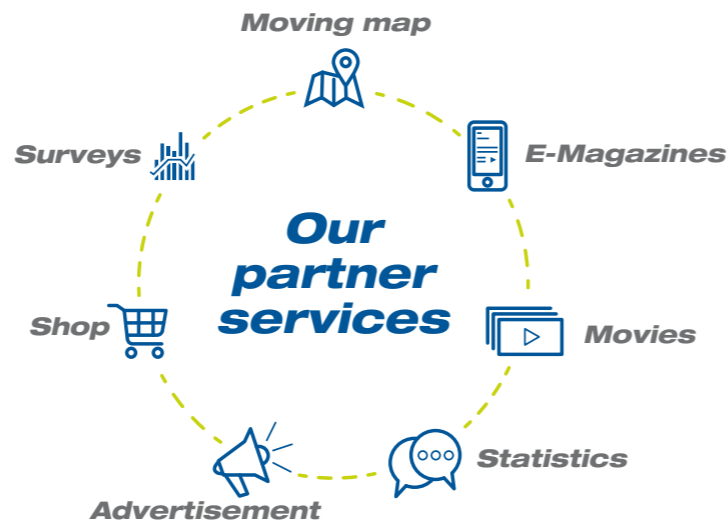 Moving map
Surveys
E-Magazines
Our
partner
services
Shop
Movies
Statistics
Advertisement